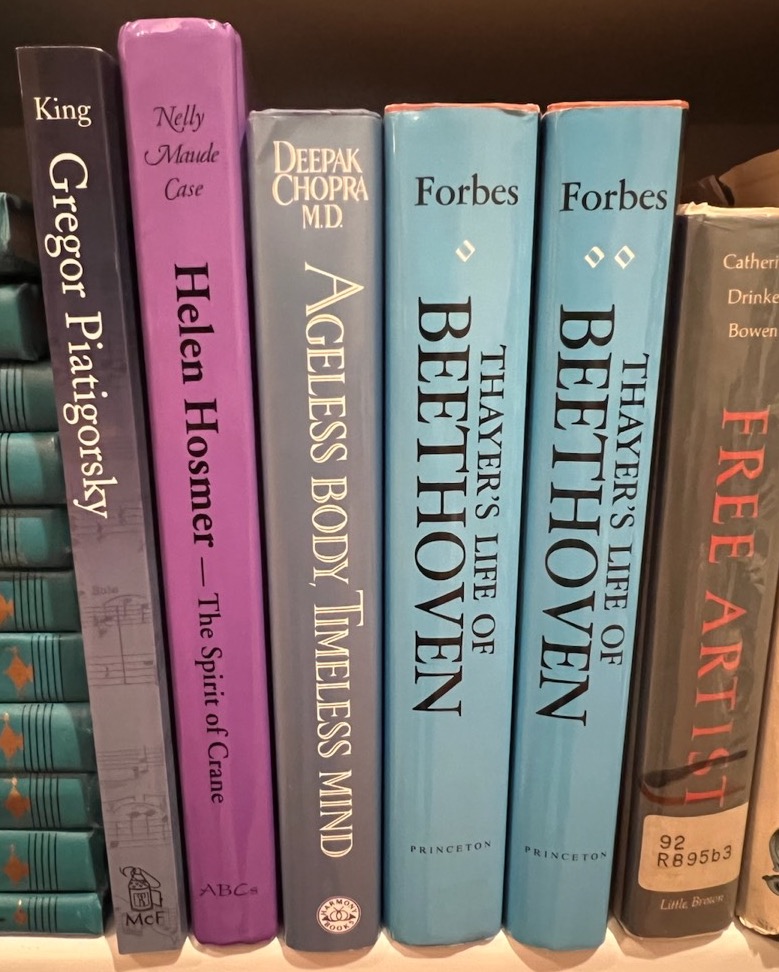 King
Gregor Piatigorsky
McF
Nelly
Maude
Case
Helen Hosmer — The Spirit of Crane
ABCs
DEEPAK
CHOPRA
M.D.
AGELESS BODY, TIMELESS MIND
HARMONY
BOOKS
Forbes
THAYER'S LIFE OF
BEETHOVEN
PRINCETON
Forbes
THAYER'S LIFE OF
BEETHOVEN
PRINCETON
Catheri
Drinke
Bowen
FREE ARTIST
92
R895b3
Little, Brown